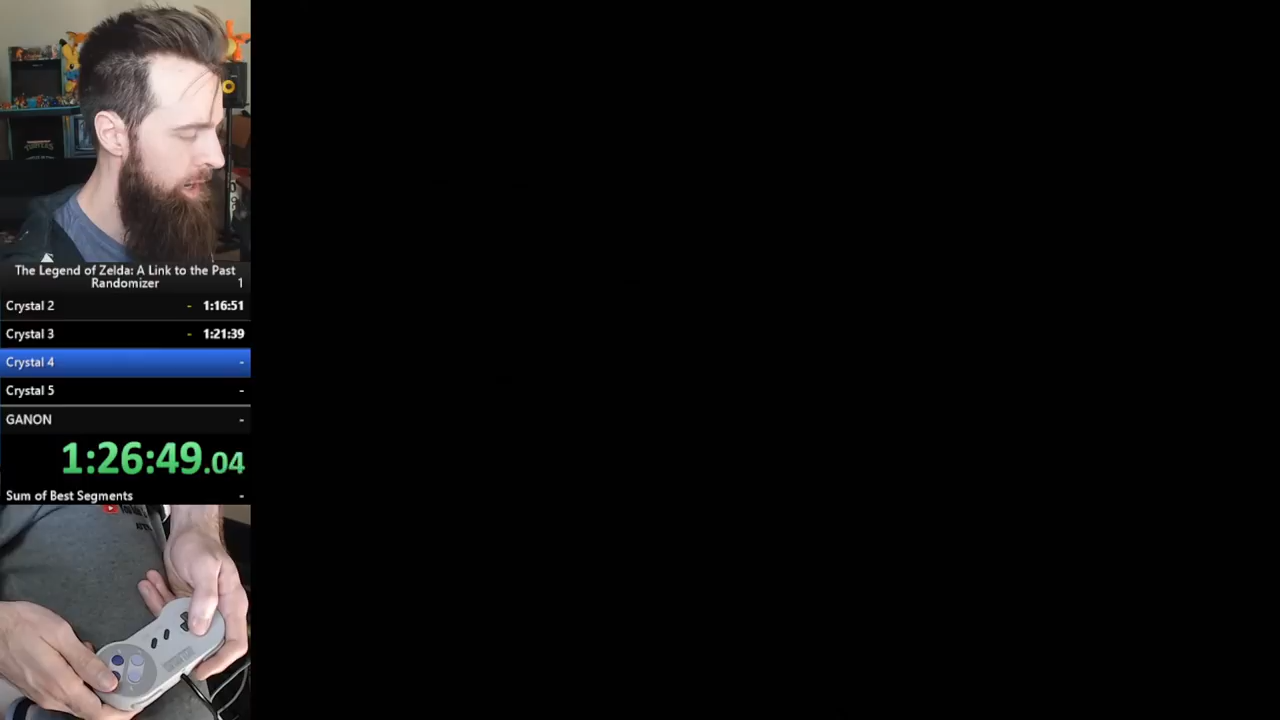 The Legend of Zelda: A Link to the Past
Randomizer 1
Crystal 2 - 1:16:51
Crystal 3 - 1:21:39
Crystal 4 -
Crystal 5 -
GANON -
1:26:49.04
Sum of Best Segments -